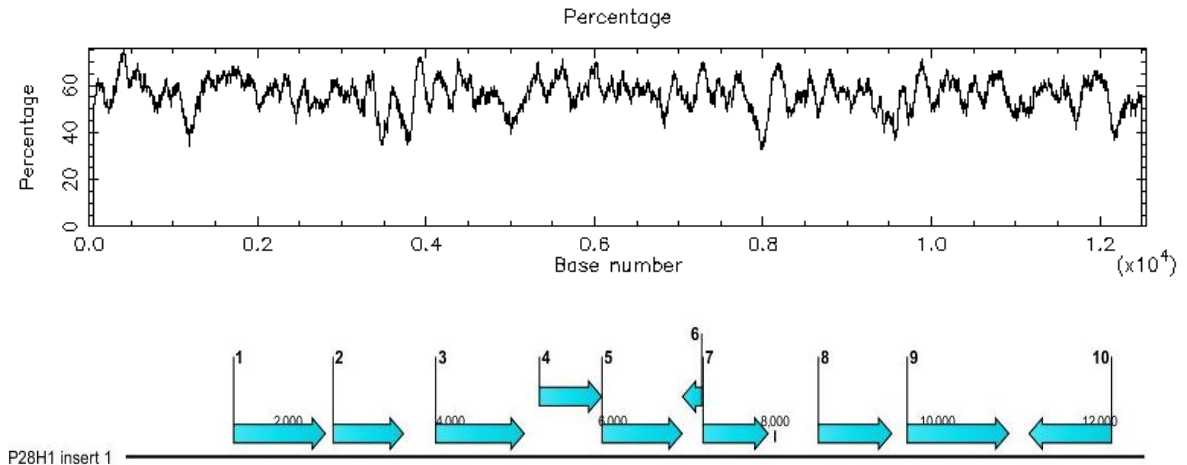 Percentage
Percentage
60
40
20
0
0.0 0.2 0.4 0.6 0.8 1.0 1.2
Base number (x10⁴)
6
1 2 3 4 5 7 8 9 10
2,000 4,000 6,000 8,000 10,000 12,000
P28H1 insert 1